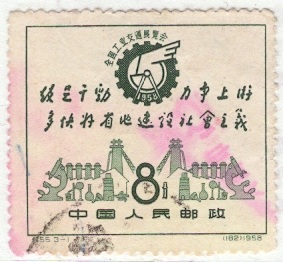 全国工业交通展览会
1958
鼓足干劲 力争上游
多快好省地建设社会主义
8分
中国人民邮政
纪55.3-1 (182) 1958